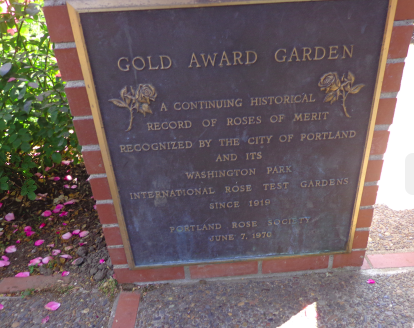 GOLD AWARD GARDEN
A CONTINUING HISTORICAL
RECORD OF ROSES OF MERIT
RECOGNIZED BY THE CITY OF PORTLAND
AND ITS
WASHINGTON PARK
INTERNATIONAL ROSE TEST GARDENS
SINCE 1919
PORTLAND ROSE SOCIETY
JUNE 7, 1970